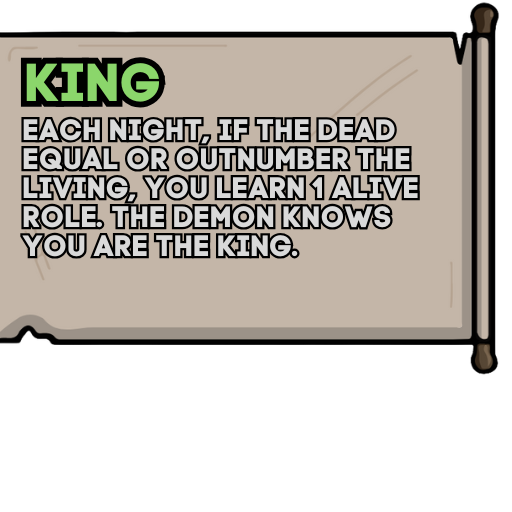 KING
EACH NIGHT, IF THE DEAD
EQUAL OR OUTNUMBER THE
LIVING, YOU LEARN 1 ALIVE
ROLE. THE DEMON KNOWS
YOU ARE THE KING.